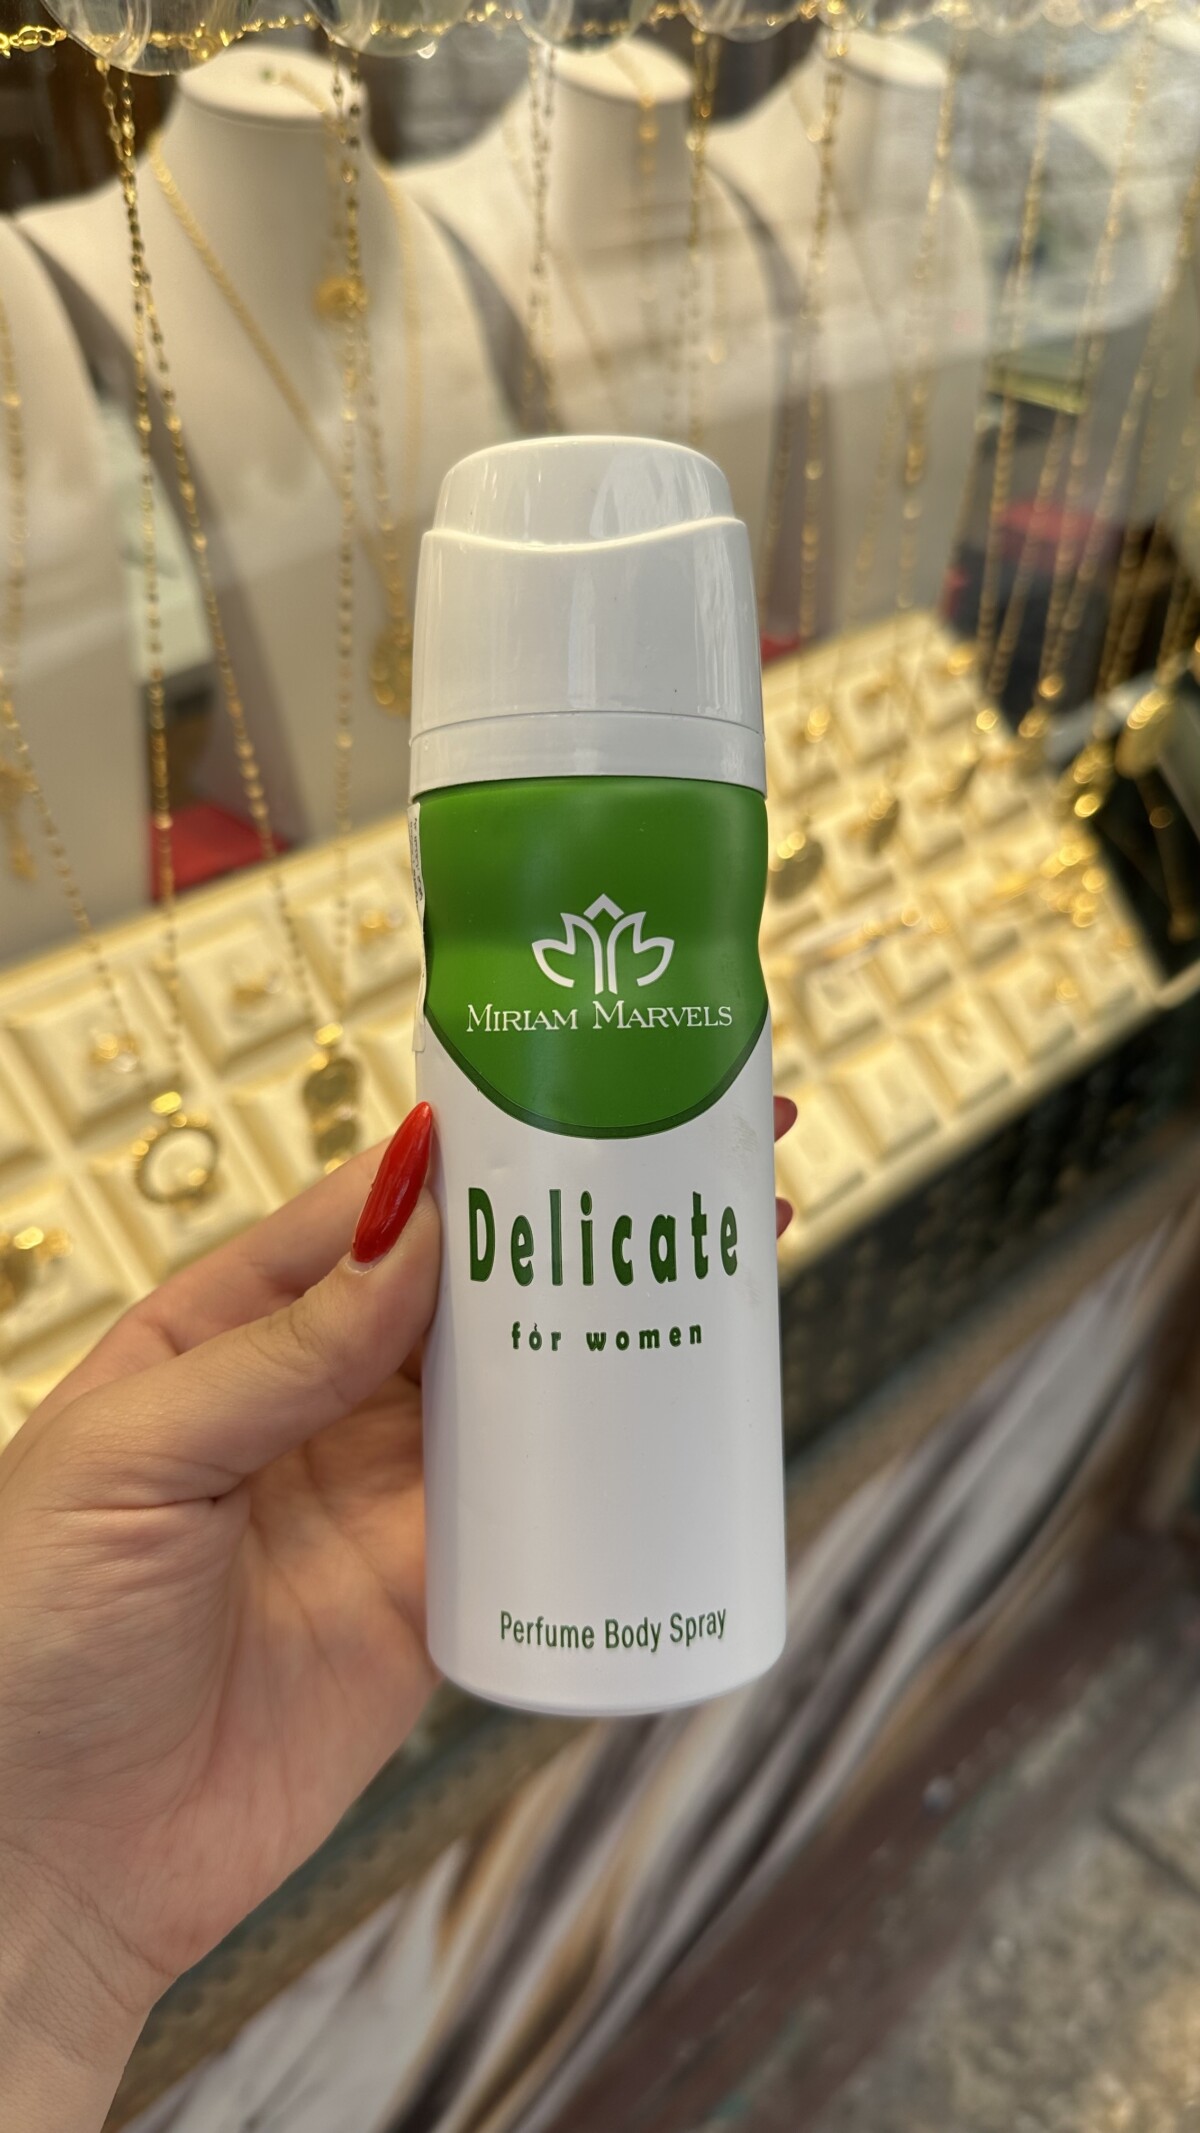 MIRIAM MARVELS
Delicate
for women
Perfume Body Spray